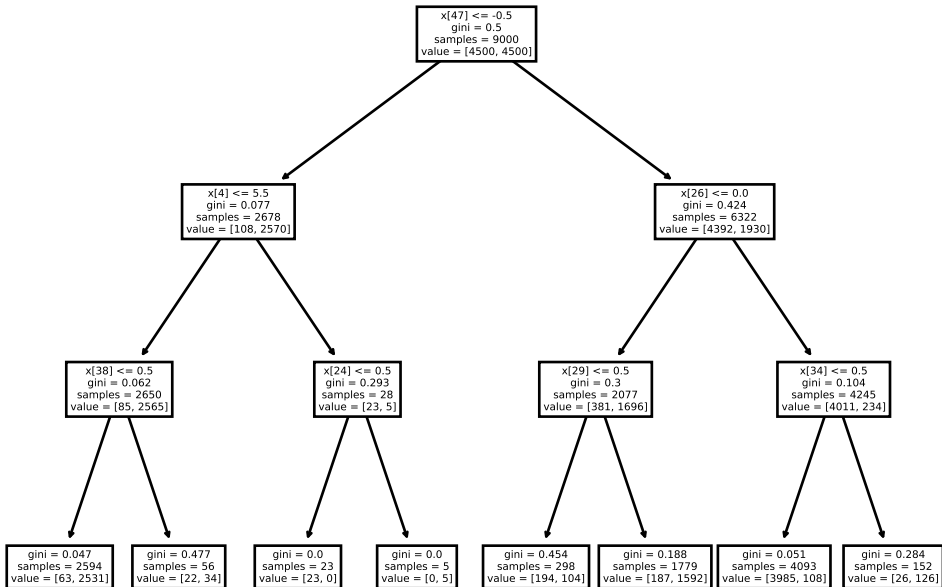 x[47] <= -0.5
gini = 0.5
samples = 9000
value = [4500, 4500]
x[4] <= 5.5
gini = 0.077
samples = 2678
value = [108, 2570]
x[26] <= 0.0
gini = 0.424
samples = 6322
value = [4392, 1930]
x[38] <= 0.5
gini = 0.062
samples = 2650
value = [85, 2565]
x[24] <= 0.5
gini = 0.293
samples = 28
value = [23, 5]
x[29] <= 0.5
gini = 0.3
samples = 2077
value = [381, 1696]
x[34] <= 0.5
gini = 0.104
samples = 4245
value = [4011, 234]
gini = 0.047
samples = 2594
value = [63, 2531]
gini = 0.477
samples = 56
value = [22, 34]
gini = 0.0
samples = 23
value = [23, 0]
gini = 0.0
samples = 5
value = [0, 5]
gini = 0.454
samples = 298
value = [194, 104]
gini = 0.188
samples = 1779
value = [187, 1592]
gini = 0.051
samples = 4093
value = [3985, 108]
gini = 0.284
samples = 152
value = [26, 126]